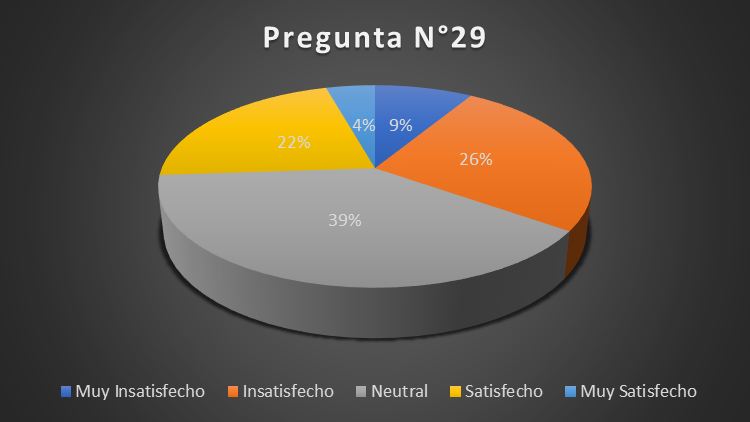 Pregunta N°29
4%
9%
22%
26%
39%
Muy Insatisfecho
Insatisfecho
Neutral
Satisfecho
Muy Satisfecho